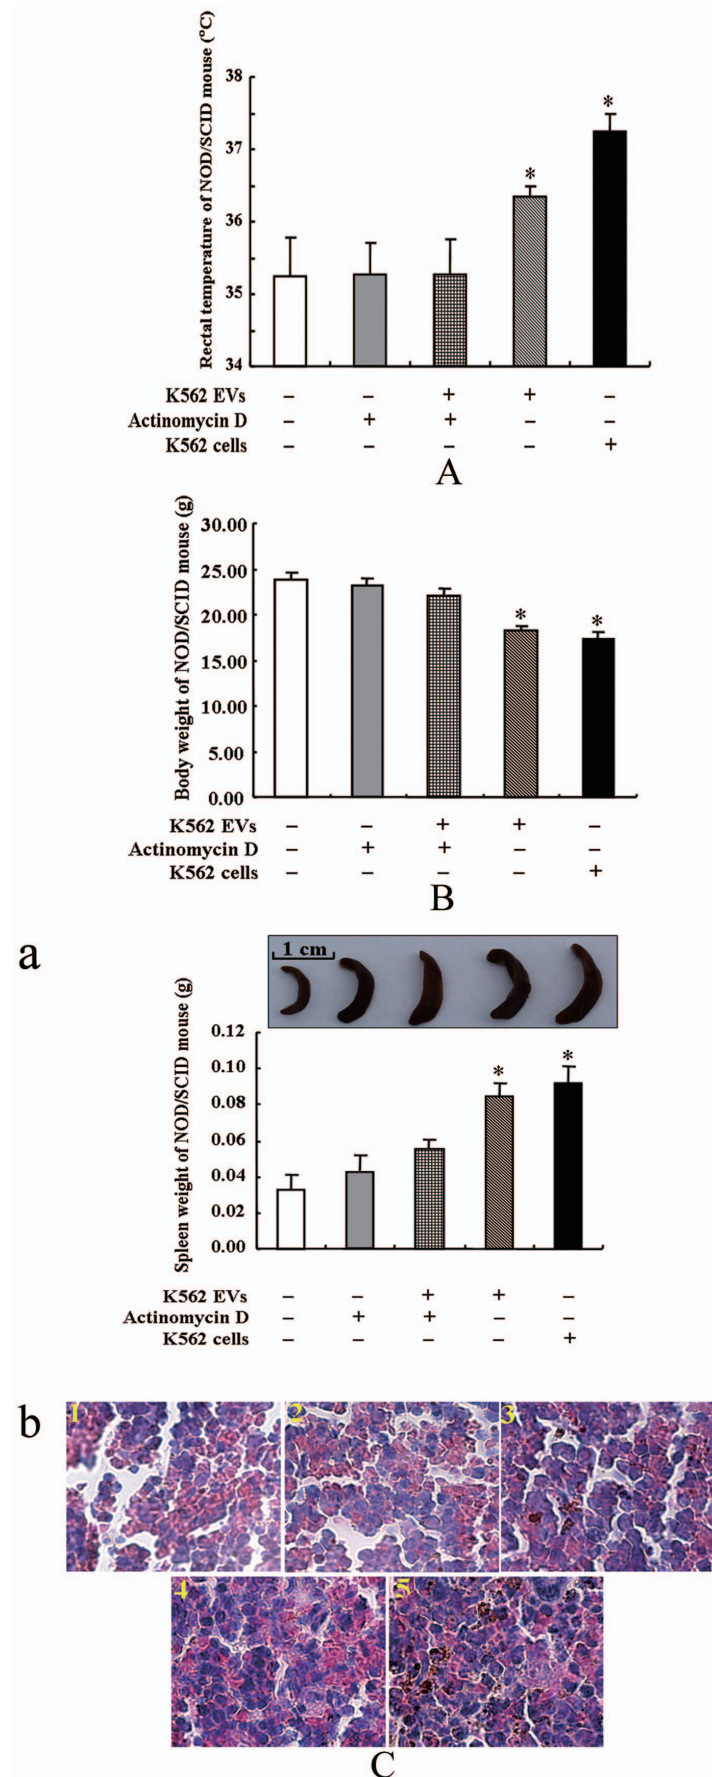 Rectal temperature of NOD/SCID mouse (°C)
38
37
36
35
34
*
*
K562 EVs – – + + –
Actinomycin D – + + – –
K562 cells – – – – +
A
Body weight of NOD/SCID mouse (g)
30.00
25.00
20.00
15.00
10.00
5.00
0.00
*
*
K562 EVs – – + + –
Actinomycin D – + + – –
K562 cells – – – – +
B
a
1 cm
Spleen weight of NOD/SCID mouse (g)
0.12
0.10
0.08
0.06
0.04
0.02
0.00
*
*
K562 EVs – – + + –
Actinomycin D – + + – –
K562 cells – – – – +
b
1 2 3
4 5
C